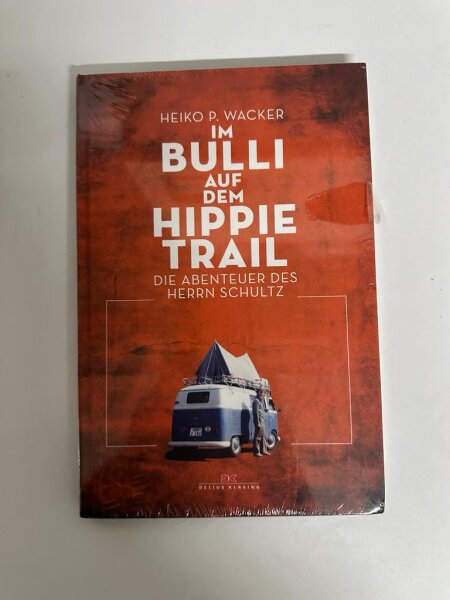 HEIKO P. WACKER
IM
BULLI
AUF
DEM
HIPPIE
TRAIL
DIE ABENTEUER DES
HERRN SCHULTZ
DK
DELIUS KLASING